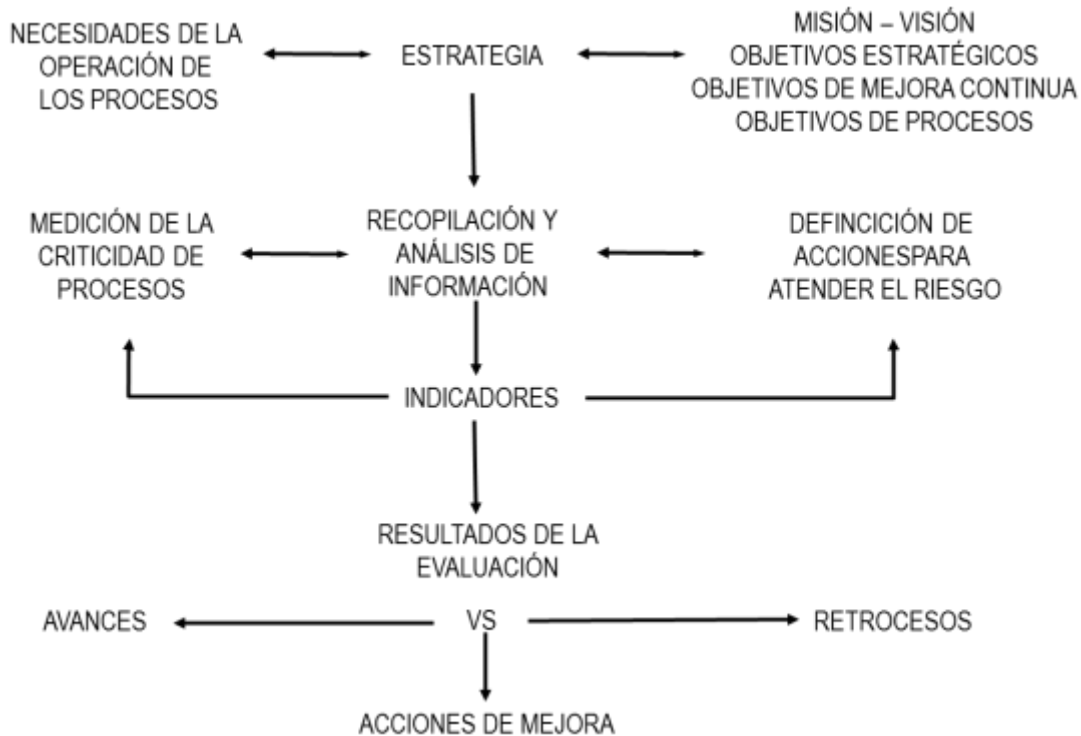 NECESIDADES DE LA
OPERACIÓN DE
LOS PROCESOS
ESTRATEGIA
MISIÓN – VISIÓN
OBJETIVOS ESTRATÉGICOS
OBJETIVOS DE MEJORA CONTINUA
OBJETIVOS DE PROCESOS
MEDICIÓN DE LA
CRITICIDAD DE
PROCESOS
RECOPILACIÓN Y
ANÁLISIS DE
INFORMACIÓN
DEFINCICIÓN DE
ACCIONESPARA
ATENDER EL RIESGO
INDICADORES
RESULTADOS DE LA
EVALUACIÓN
AVANCES
VS
RETROCESOS
ACCIONES DE MEJORA